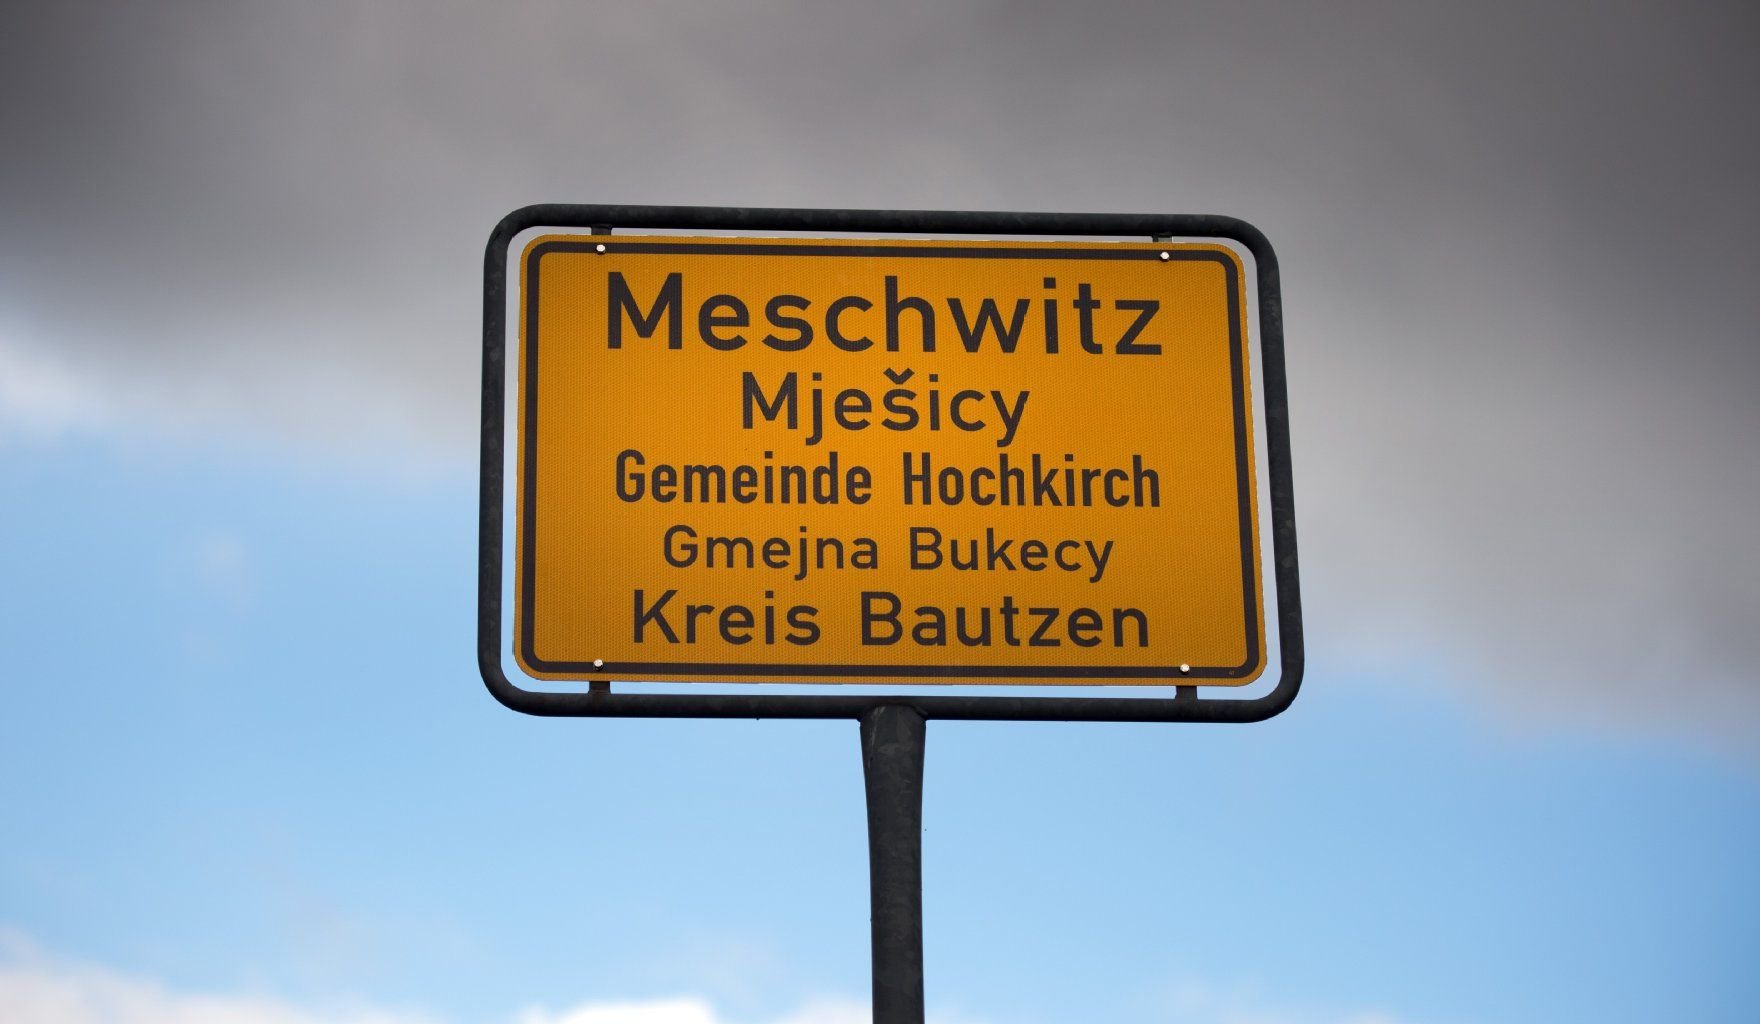 Meschwitz
Mješicy
Gemeinde Hochkirch
Gmejna Bukecy
Kreis Bautzen